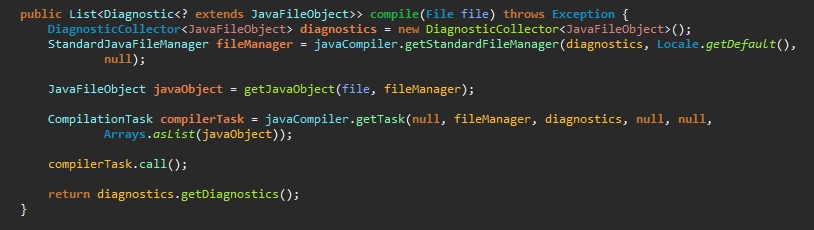 public List<Diagnostic<? extends JavaFileObject>> compile(File file) throws Exception {
DiagnosticCollector<JavaFileObject> diagnostics = new DiagnosticCollector<JavaFileObject>();
StandardJavaFileManager fileManager = javaCompiler.getStandardFileManager(diagnostics, Locale.getDefault(),
null);
JavaFileObject javaObject = getJavaObject(file, fileManager);
CompilationTask compilerTask = javaCompiler.getTask(null, fileManager, diagnostics, null, null,
Arrays.asList(javaObject));
compilerTask.call();
return diagnostics.getDiagnostics();
}